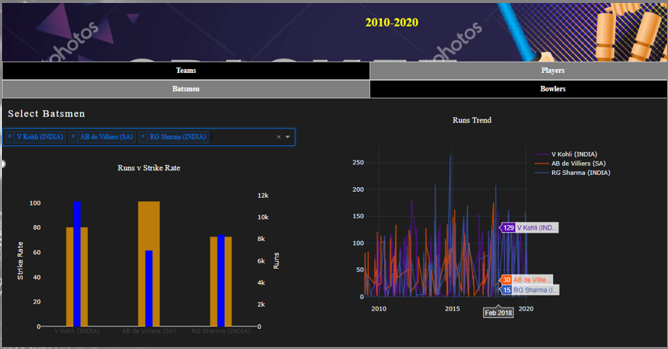 2010-2020
photos
photos
Teams
Players
Batsmen
Bowlers
Select Batsmen
× V Kohli (INDIA) × AB de Villiers (SA) × RG Sharma (INDIA) ×
Runs v Strike Rate
100
80
60
40
20
0
Strike Rate
12k
10k
8k
6k
4k
2k
0
Runs
V Kohli (INDIA)
AB de Villiers (SA)
RG Sharma (INDIA)
Runs Trend
250
200
150
100
50
0
V Kohli (INDIA)
AB de Villiers (SA)
RG Sharma (INDIA)
129 V Kohli (IND...
30 AB de Ville...
15 RG Sharma (I...
2010
2015
2020
Feb 2018